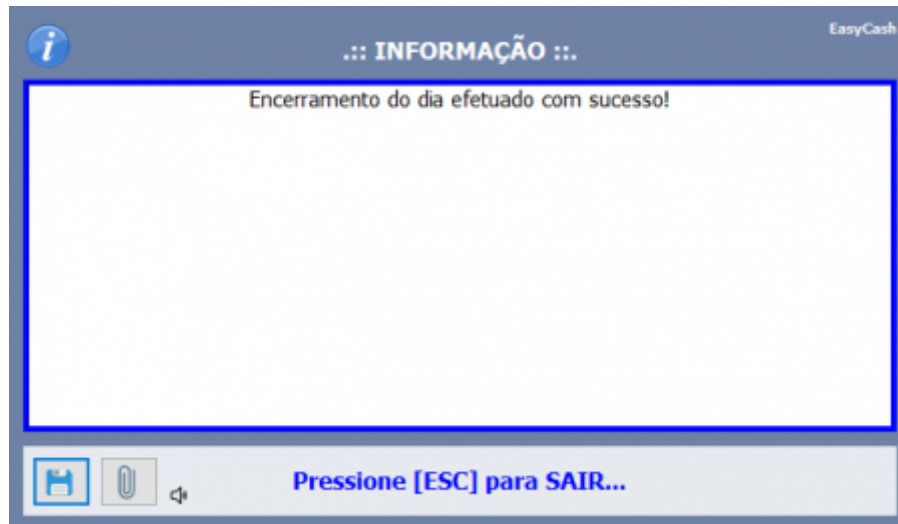 EasyCash
.:: INFORMAÇÃO ::.
Encerramento do dia efetuado com sucesso!
Pressione [ESC] para SAIR...